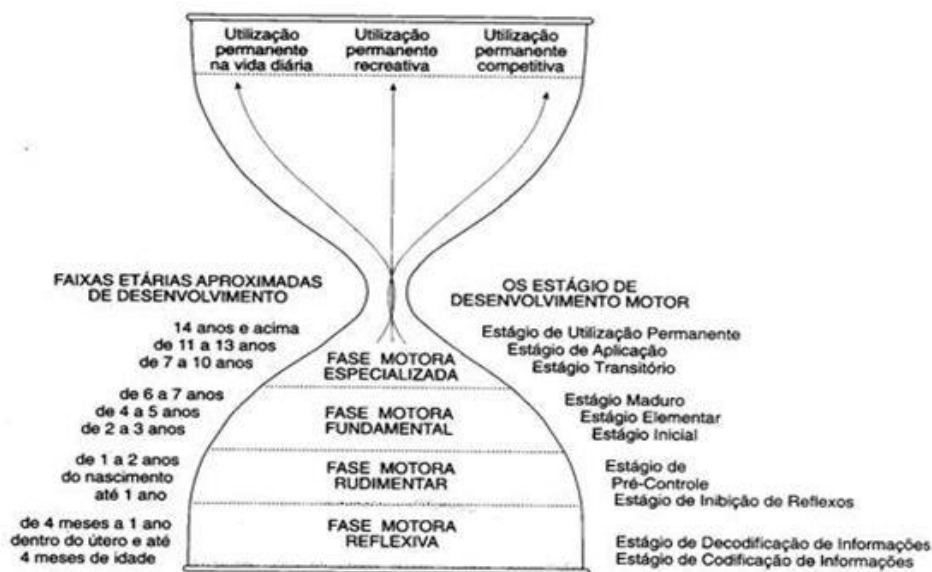 Utilização permanente na vida diária
Utilização permanente recreativa
Utilização permanente competitiva
FAIXAS ETÁRIAS APROXIMADAS
DE DESENVOLVIMENTO
OS ESTÁGIO DE
DESENVOLVIMENTO MOTOR
14 anos e acima
de 11 a 13 anos
de 7 a 10 anos
FASE MOTORA
ESPECIALIZADA
Estágio de Utilização Permanente
Estágio de Aplicação
Estágio Transitório
de 6 a 7 anos
de 4 a 5 anos
de 2 a 3 anos
FASE MOTORA
FUNDAMENTAL
Estágio Maduro
Estágio Elementar
Estágio Inicial
de 1 a 2 anos
do nascimento
até 1 ano
FASE MOTORA
RUDIMENTAR
Estágio de
Pré-Controle
Estágio de Inibição de Reflexos
de 4 meses a 1 ano
dentro do útero e até
4 meses de idade
FASE MOTORA
REFLEXIVA
Estágio de Decodificação de Informações
Estágio de Codificação de Informações